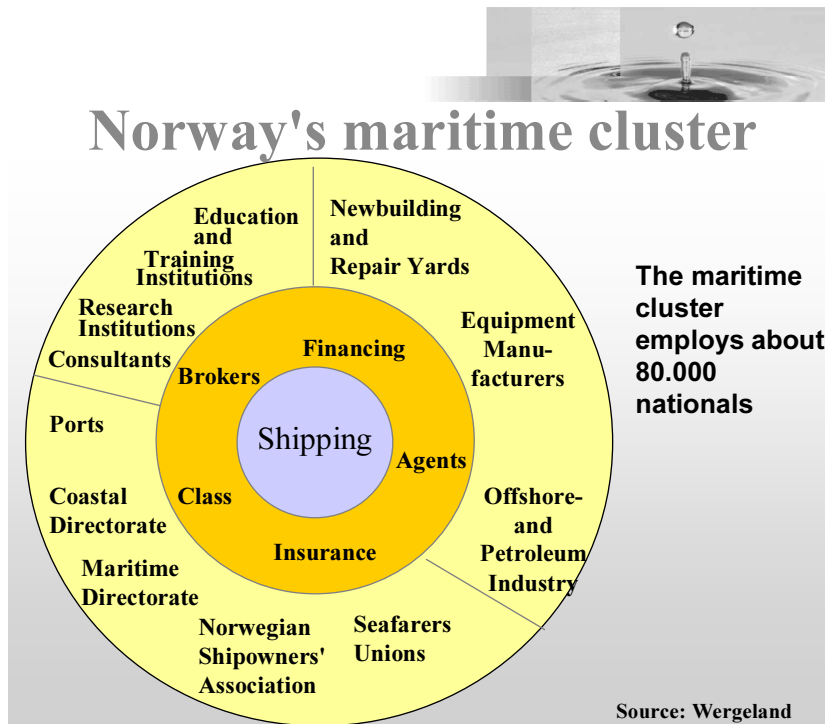 Norway's maritime cluster
Education
and
Training
Institutions
Research
Institutions
Consultants
Newbuilding
and
Repair Yards
Equipment
Manu-
facturers
Offshore-
and
Petroleum
Industry
Ports
Coastal
Directorate
Maritime
Directorate
Norwegian
Shipowners'
Association
Seafarers
Unions
Financing
Brokers
Agents
Class
Insurance
Shipping
The maritime
cluster
employs about
80.000
nationals
Source: Wergeland